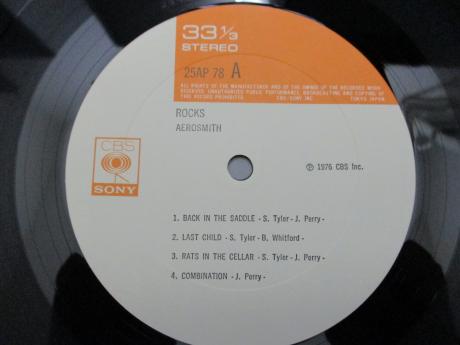 33 1/3
STEREO
25AP 78 A
ALL RIGHTS OF THE MANUFACTURER AND OF THE OWNER OF THE RECORDED WORK
RESERVED. UNAUTHORIZED PUBLIC PERFORMANCE, BROADCASTING AND COPYING OF
THIS RECORD PROHIBITED CBS/SONY INC TOKYO JAPAN
ROCKS
AEROSMITH
CBS
SONY
℗ 1976 CBS Inc.
1. BACK IN THE SADDLE - S. Tyler - J. Perry -
2. LAST CHILD - S. Tyler - B. Whitford -
3. RATS IN THE CELLAR - S. Tyler - J. Perry -
4. COMBINATION - J. Perry -